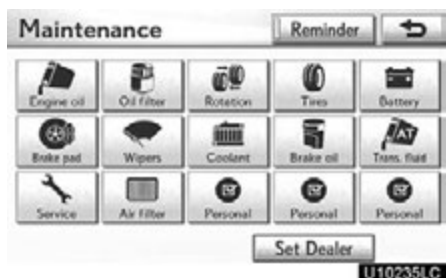 Maintenance Reminder
Engine oil Oil filter Rotation Tires Battery
Brake pad Wipers Coolant Brake oil Trans. fluid
AT
Service Air filter Personal Personal Personal
Set Dealer
U10235LC